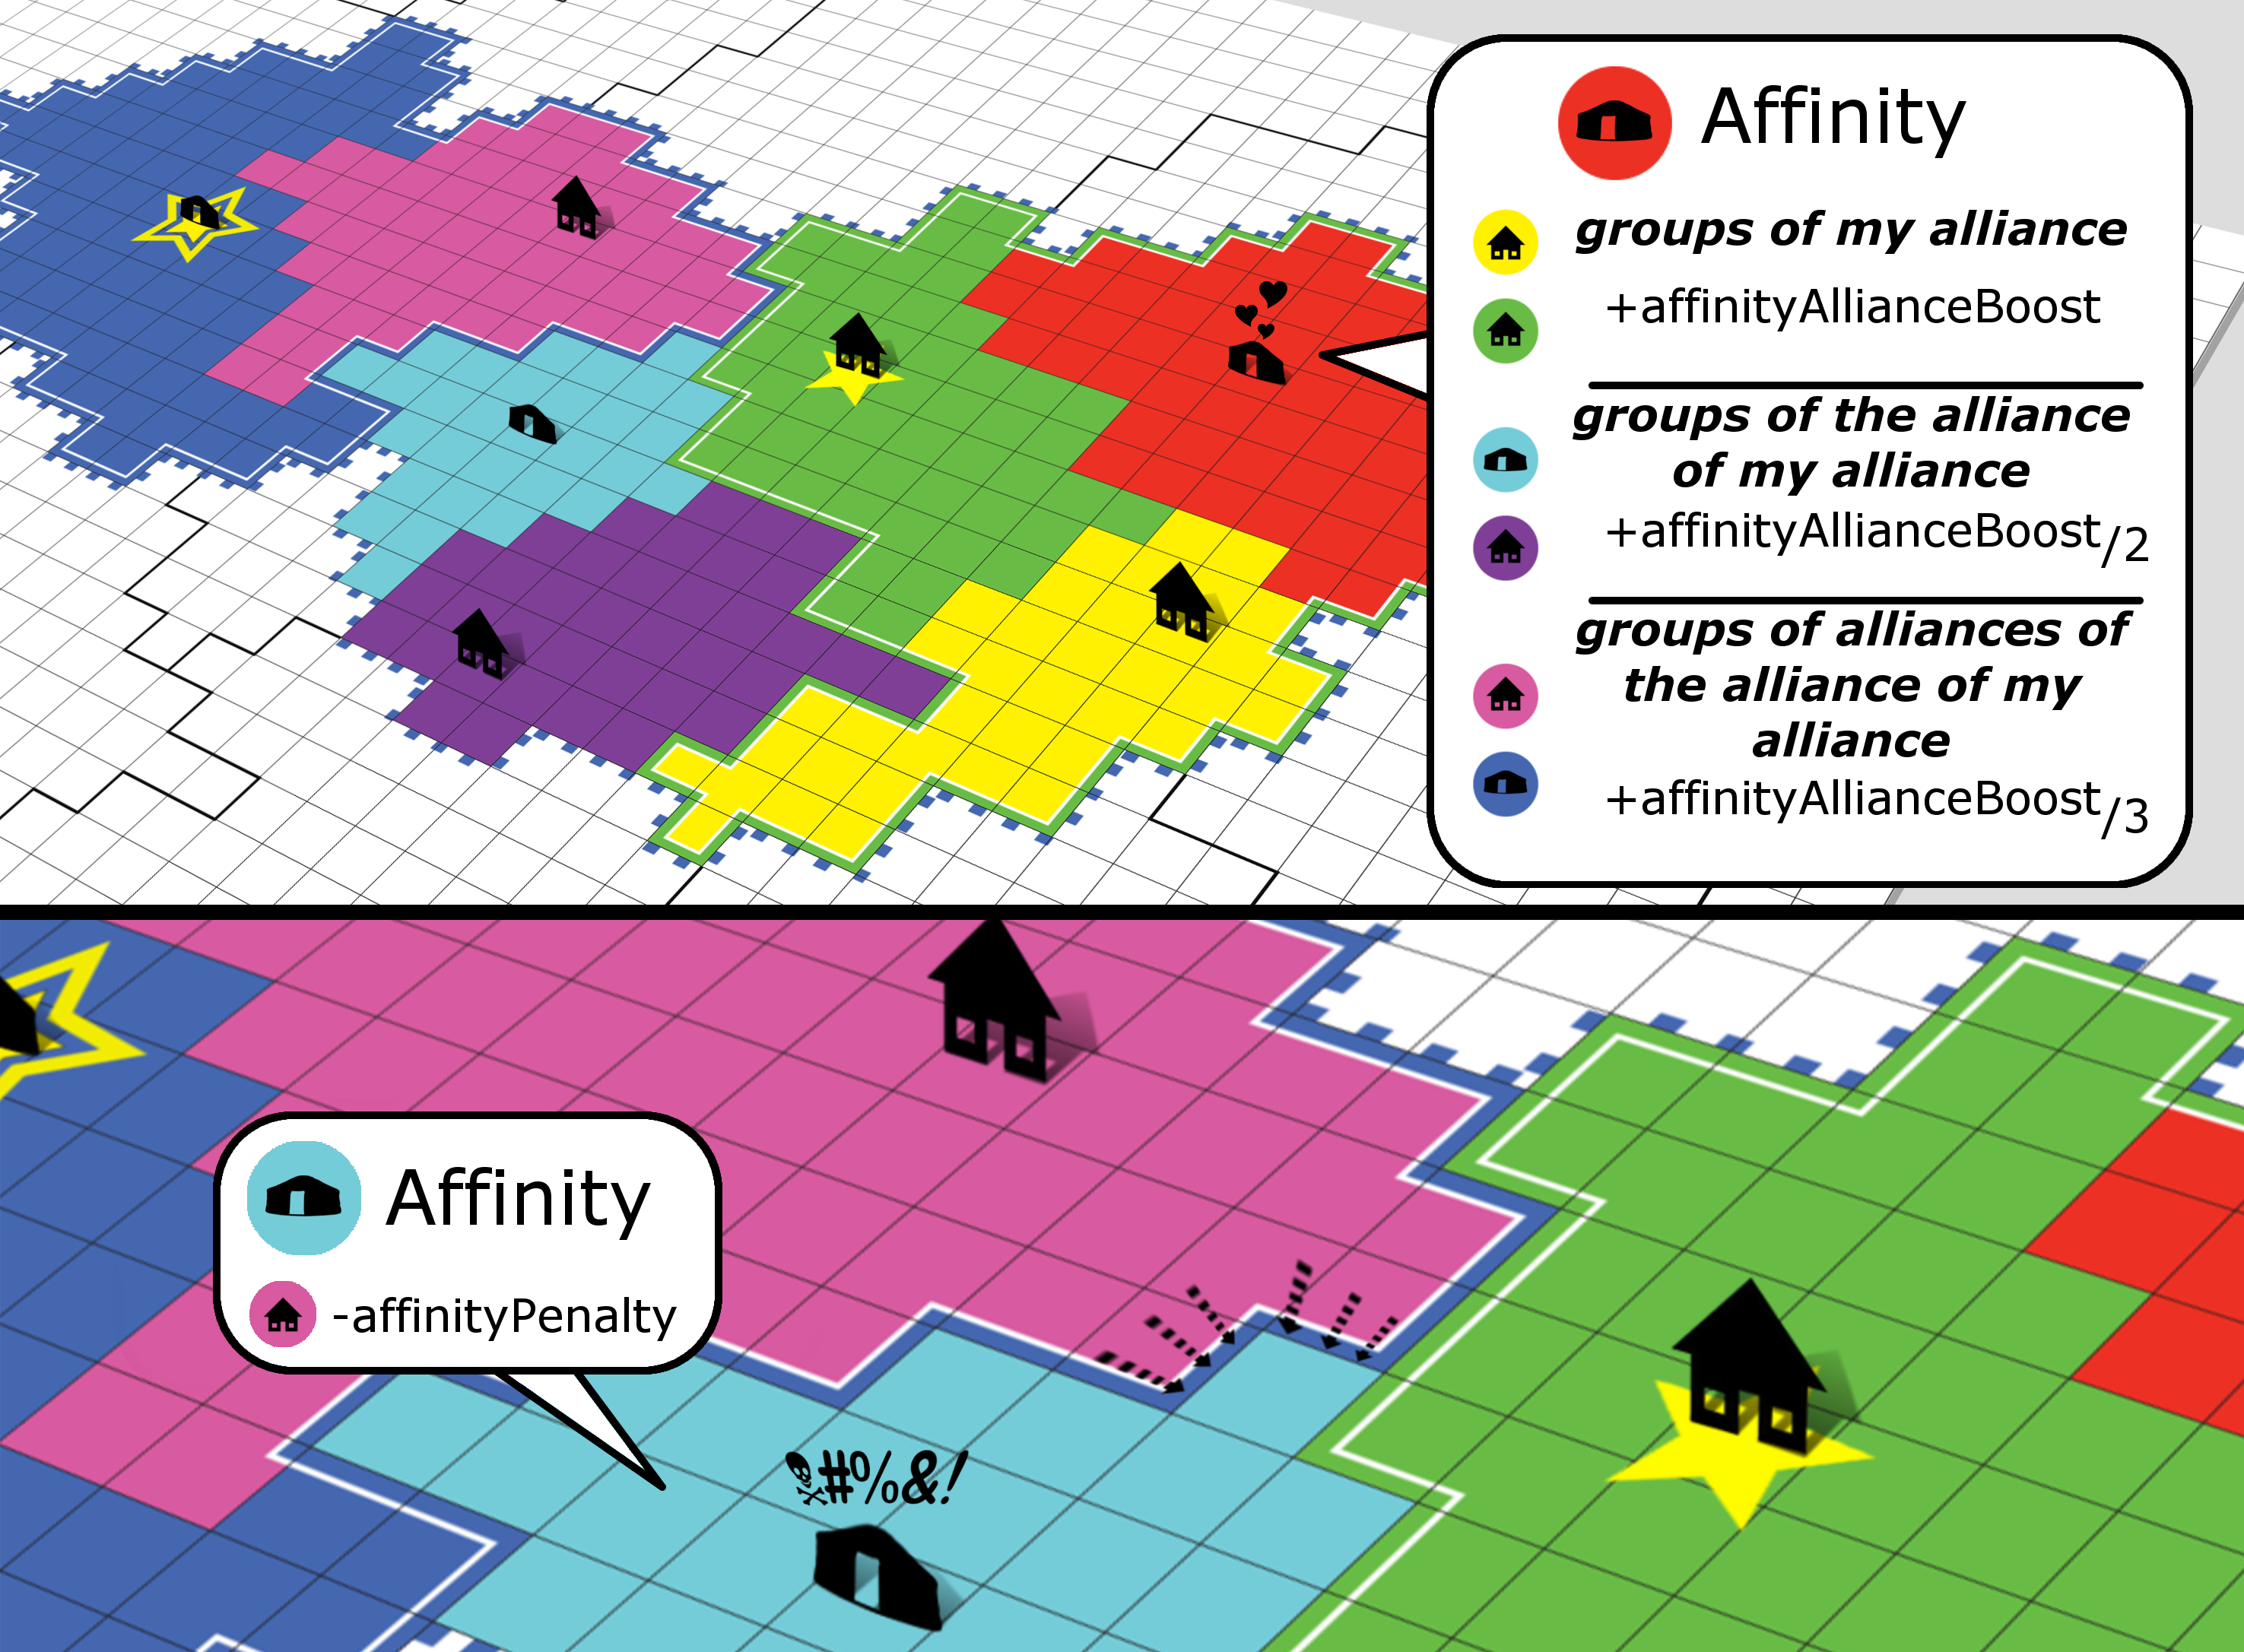 Affinity
groups of my alliance
+affinityAllianceBoost
groups of the alliance
of my alliance
+affinityAllianceBoost/2
groups of alliances of
the alliance of my
alliance
+affinityAllianceBoost/3
Affinity
-affinityPenalty
#%&!